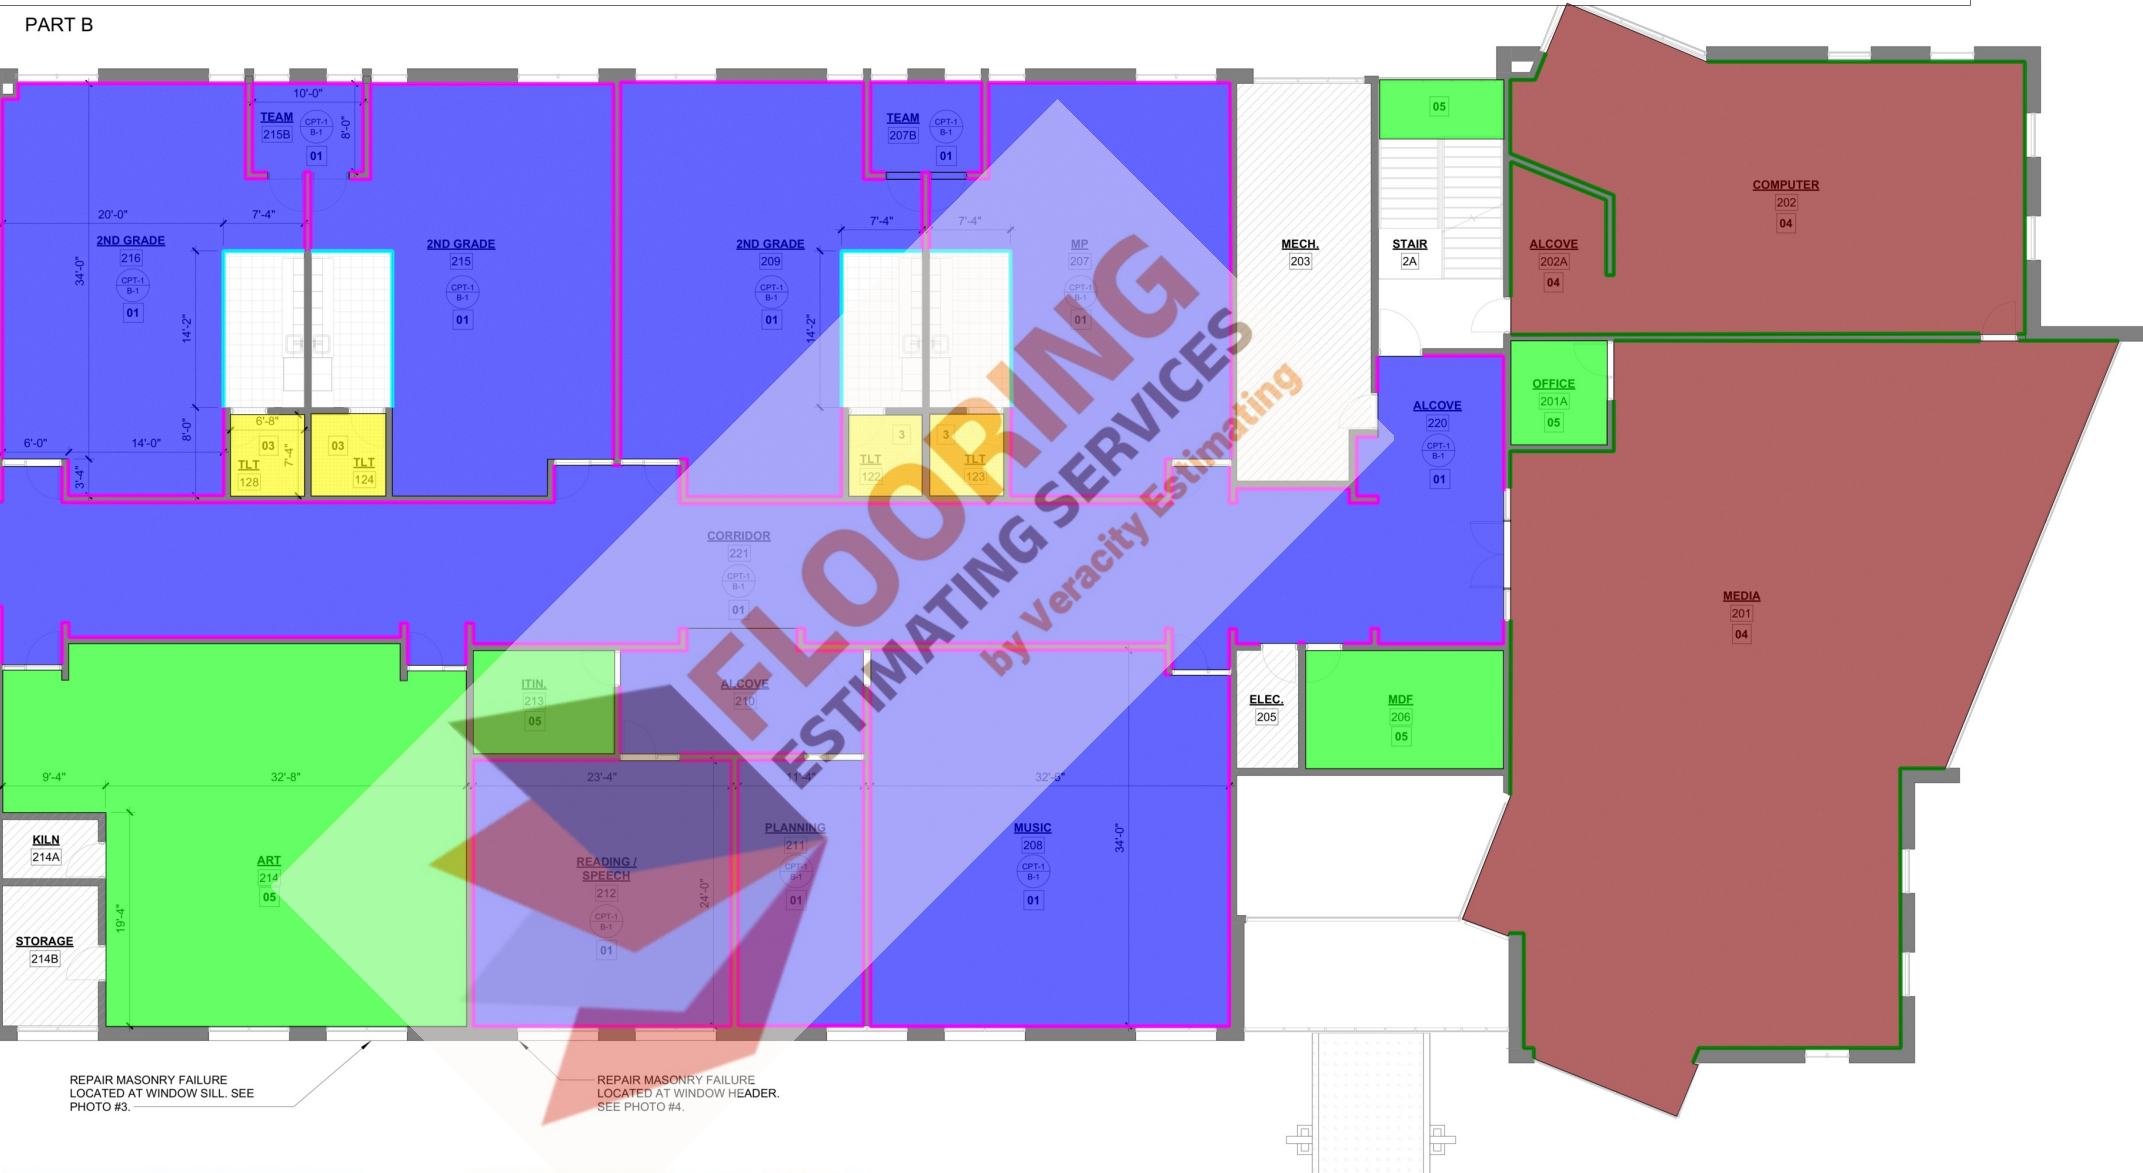 PART B
10'-0"
TEAM
215B
CPT-1
B-1
01
8'-0"
TEAM
207B
CPT-1
B-1
01
05
COMPUTER
202
04
20'-0"
7'-4"
7'-4"
7'-4"
2ND GRADE
216
CPT-1
B-1
01
34'-0"
14'-2"
2ND GRADE
215
CPT-1
B-1
01
2ND GRADE
209
CPT-1
B-1
01
14'-2"
MP
207
CPT-1
B-1
01
MECH.
203
STAIR
2A
ALCOVE
202A
04
OFFICE
201A
05
ALCOVE
220
CPT-1
B-1
01
6'-0"
14'-0"
3'-4"
8'-0"
6'-8"
03
7'-4"
TLT
128
03
TLT
124
3
TLT
122
3
TLT
123
CORRIDOR
221
CPT-1
B-1
01
MEDIA
201
04
FLOORING
ESTIMATING SERVICES
by Veracity Estimating
ITIN.
213
05
ALCOVE
210
ELEC.
205
MDF
206
05
9'-4"
32'-8"
23'-4"
11'-4"
32'-6"
KILN
214A
ART
214
05
19'-4"
READING /
SPEECH
212
CPT-1
B-1
01
24'-0"
PLANNING
211
CPT-1
B-1
01
MUSIC
208
CPT-1
B-1
01
34'-0"
STORAGE
214B
REPAIR MASONRY FAILURE
LOCATED AT WINDOW SILL. SEE
PHOTO #3.
REPAIR MASONRY FAILURE
LOCATED AT WINDOW HEADER.
SEE PHOTO #4.